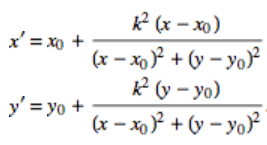 x′ = x₀ + k² (x − x₀) / ((x − x₀)² + (y − y₀)²)
y′ = y₀ + k² (y − y₀) / ((x − x₀)² + (y − y₀)²)